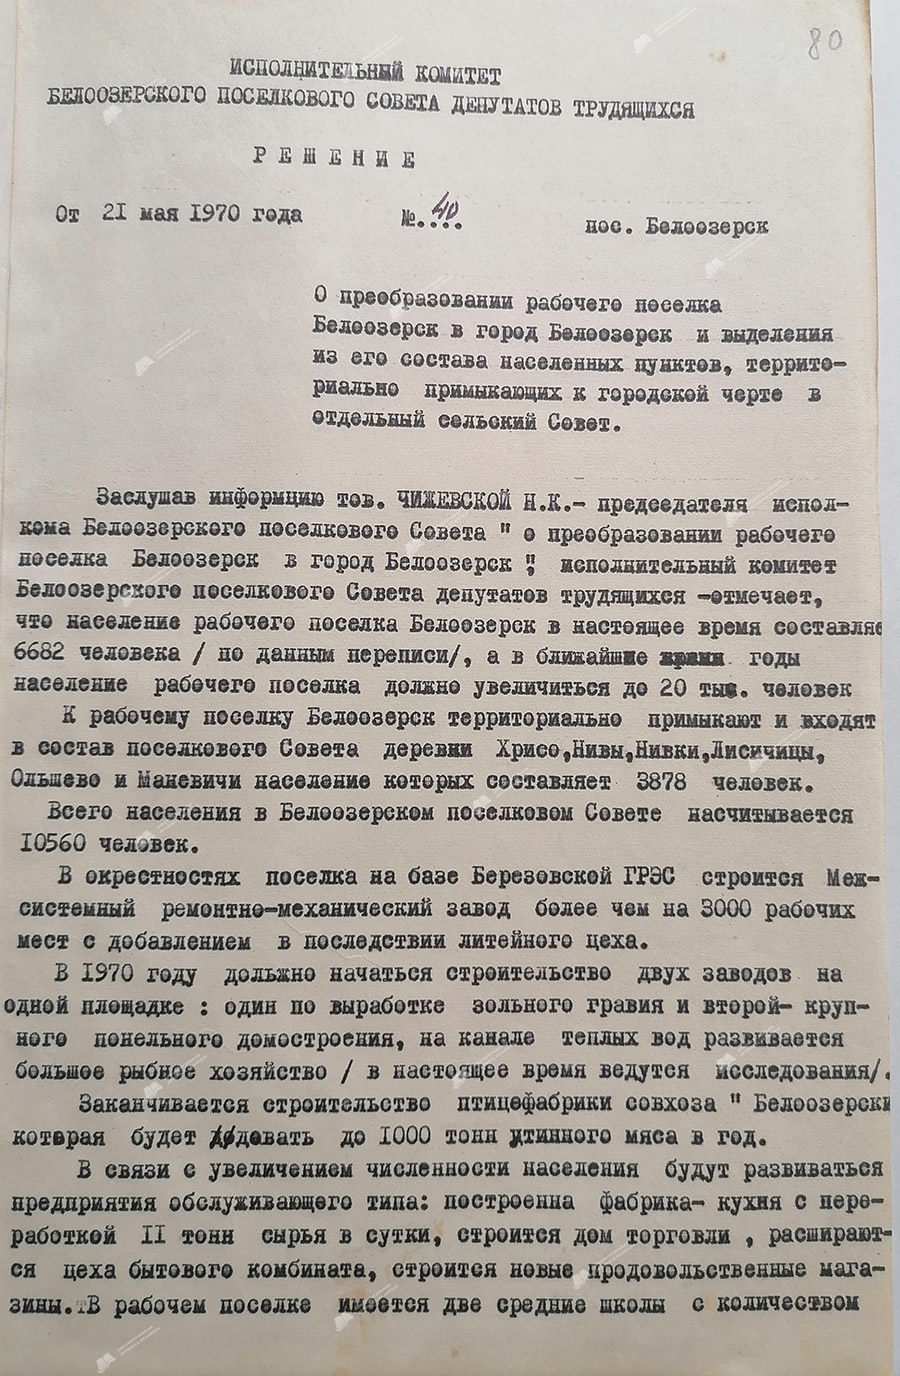 80
ИСПОЛНИТЕЛЬНЫЙ КОМИТЕТ
БЕЛООЗЕРСКОГО ПОСЕЛКОВОГО СОВЕТА ДЕПУТАТОВ ТРУДЯЩИХСЯ
Р Е Ш Е Н И Е
От 21 мая 1970 года №.40... пос. Белоозерск
О преобразовании рабочего поселка
Белоозерск в город Белоозерск и выделения
из его состава населенных пунктов, террито-
риально примыкающих к городской черте в
отдельный сельский Совет.
Заслушав информцию тов. ЧИЖЕВСКОЙ Н.К.- председателя испол-
кома Белоозерского поселкового Совета " о преобразовании рабочего
поселка Белоозерск в город Белоозерск ", исполнительный комитет
Белоозерского поселкового Совета депутатов трудящихся -отмечает,
что население рабочего поселка Белоозерск в настоящее время составляе
6682 человека / по данным переписи/, а в ближайшие годы
население рабочего поселка должно увеличиться до 20 тыс. человек
К рабочему поселку Белоозерск территориально примыкают и входят
в состав поселкового Совета деревни Хрисо,Нивы,Нивки,Лисичицы,
Ольшево и Маневичи население которых составляет 3878 человек.
Всего населения в Белоозерском поселковом Совете насчитывается
10560 человек.
В окрестностях поселка на базе Березовской ГРЭС строится Меж-
системный ремонтно-механический завод более чем на 3000 рабочих
мест с добавлением в последствии литейного цеха.
В 1970 году должно начаться строительство двух заводов на
одной площадке : один по выработке зольного гравия и второй- круп-
ного понельного домостроения, на канале теплых вод развивается
большое рыбное хозяйство / в настоящее время ведутся исследования/.
Заканчивается строительство птицефабрики совхоза " Белоозерски
которая будет довать до 1000 тонн утинного мяса в год.
В связи с увеличением численности населения будут развиваться
предприятия обслуживающего типа: построенна фабрика- кухня с пере-
работкой II тонн сырья в сутки, строится дом торговли , расширяют-
ся цеха бытового комбината, строится новые продовольственные мага-
зины. В рабочем поселке имеется две средние школы с количеством